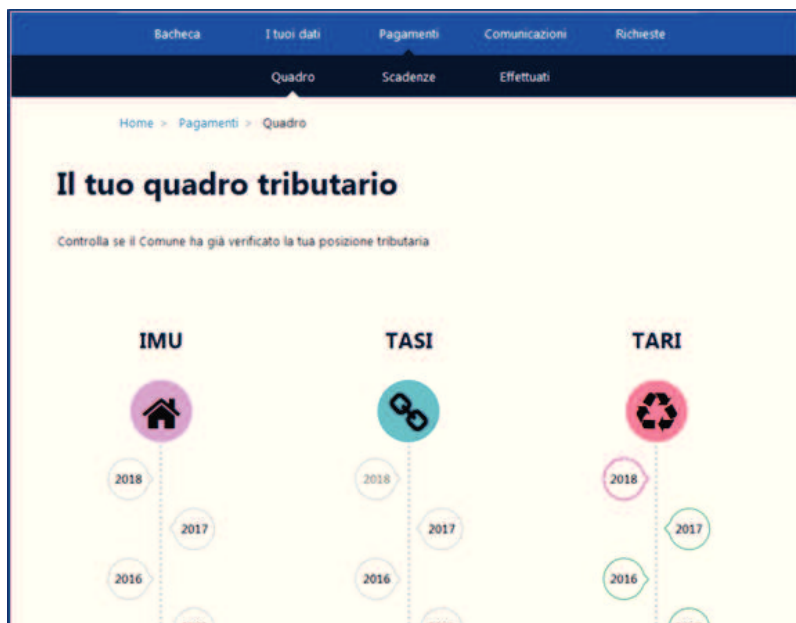 Bacheca I tuoi dati Pagamenti Comunicazioni Richieste
Quadro Scadenze Effettuati
Home > Pagamenti > Quadro
Il tuo quadro tributario
Controlla se il Comune ha già verificato la tua posizione tributaria
IMU TASI TARI
2018 2018 2018
2017 2017 2017
2016 2016 2016